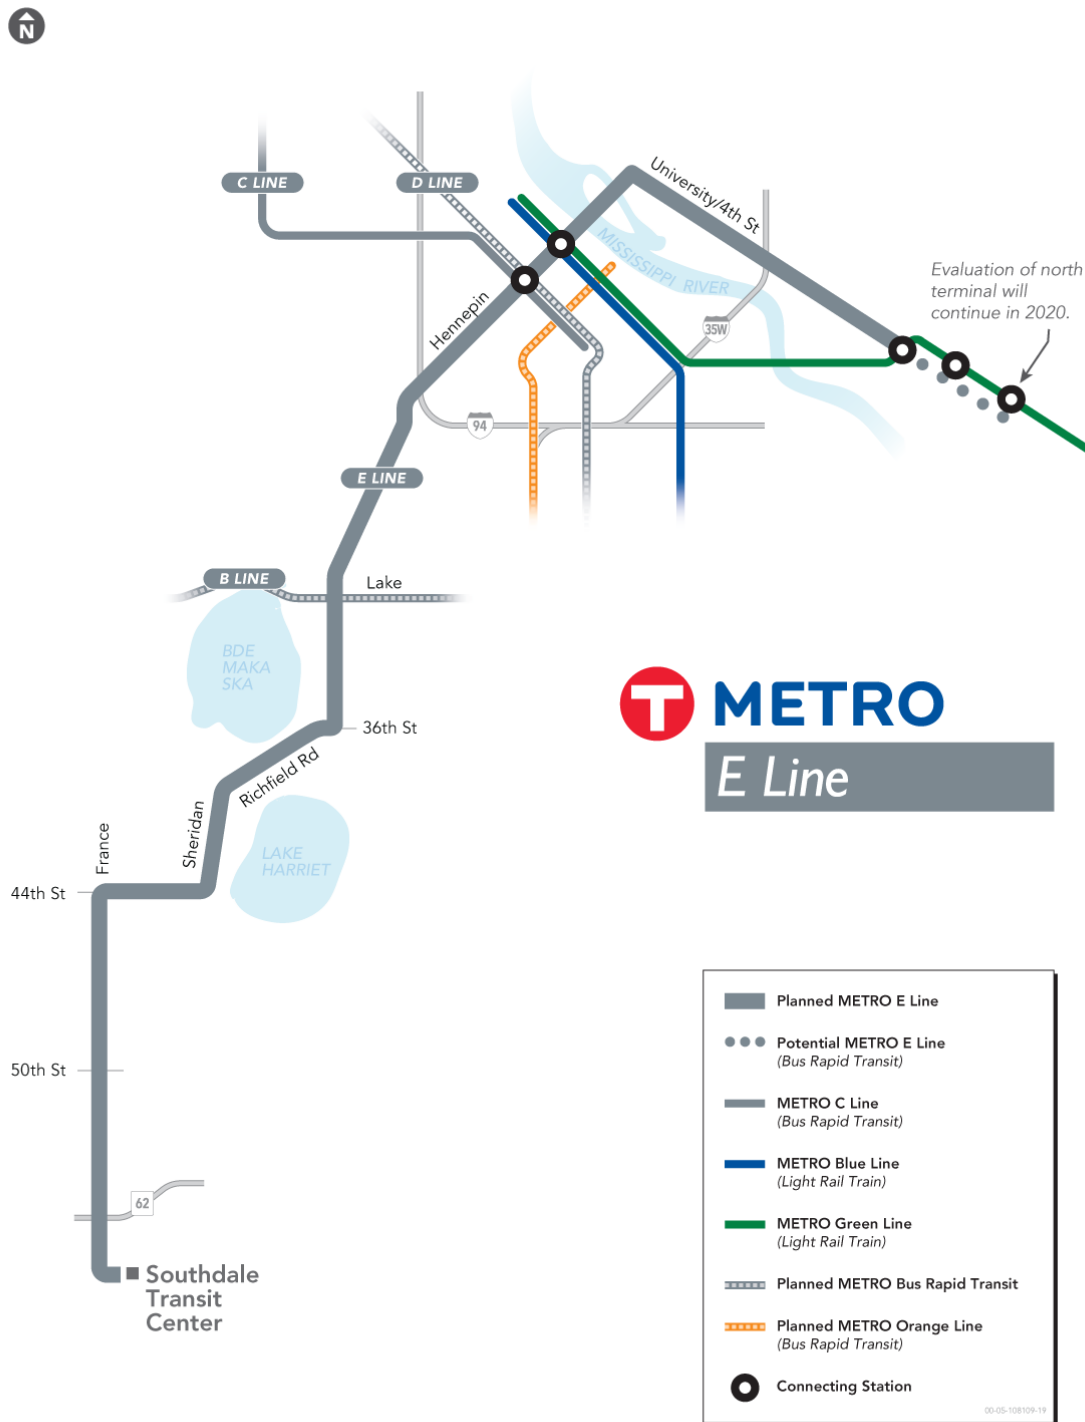 N
C LINE
D LINE
University/4th St
MISSISSIPPI RIVER
Evaluation of north
terminal will
continue in 2020.
Hennepin
35W
94
E LINE
B LINE
Lake
BDE
MAKA
SKA
36th St
Richfield Rd
Sheridan
LAKE
HARRIET
France
44th St
50th St
62
Southdale
Transit
Center
T METRO
E Line
Planned METRO E Line
Potential METRO E Line
(Bus Rapid Transit)
METRO C Line
(Bus Rapid Transit)
METRO Blue Line
(Light Rail Train)
METRO Green Line
(Light Rail Train)
Planned METRO Bus Rapid Transit
Planned METRO Orange Line
(Bus Rapid Transit)
Connecting Station
00-05-108109-19